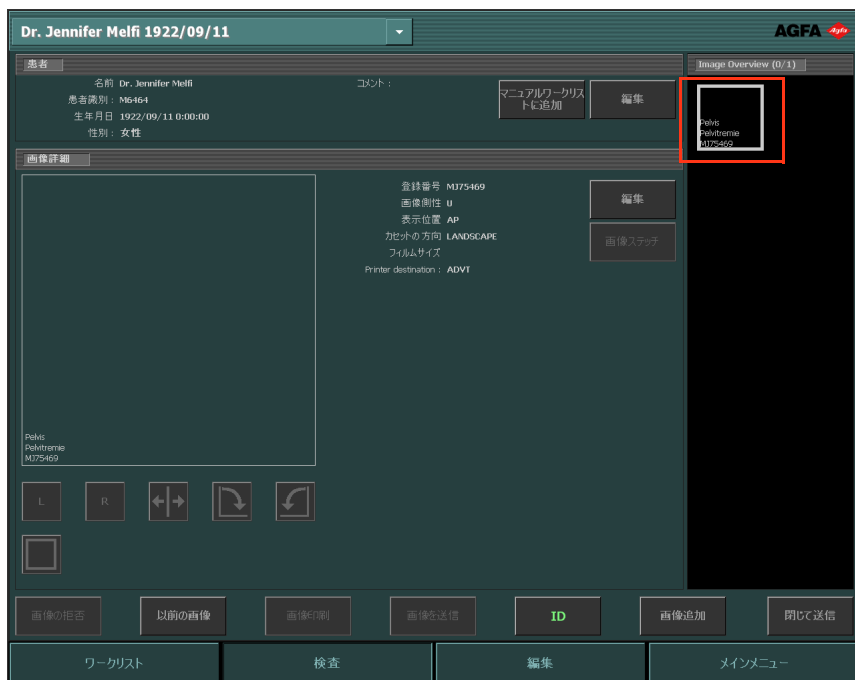 Dr. Jennifer Melfi 1922/09/11
AGFA
Agfa
患者
名前 Dr. Jennifer Melfi
患者識別 : M6464
生年月日 1922/09/11 0:00:00
性別 : 女性
コメント :
マニュアルワークリス
トに追加
編集
Image Overview (0/1)
Pelvis
Pelvitremie
MJ75469
画像詳細
登録番号 MJ75469
画像側性 U
表示位置 AP
カセットの方向 LANDSCAPE
フィルムサイズ
Printer destination : ADVT
編集
画像ステッチ
Pelvis
Pelvitremie
MJ75469
L
R
画像の拒否
以前の画像
画像印刷
画像を送信
ID
画像追加
閉じて送信
ワークリスト
検査
編集
メインメニュー